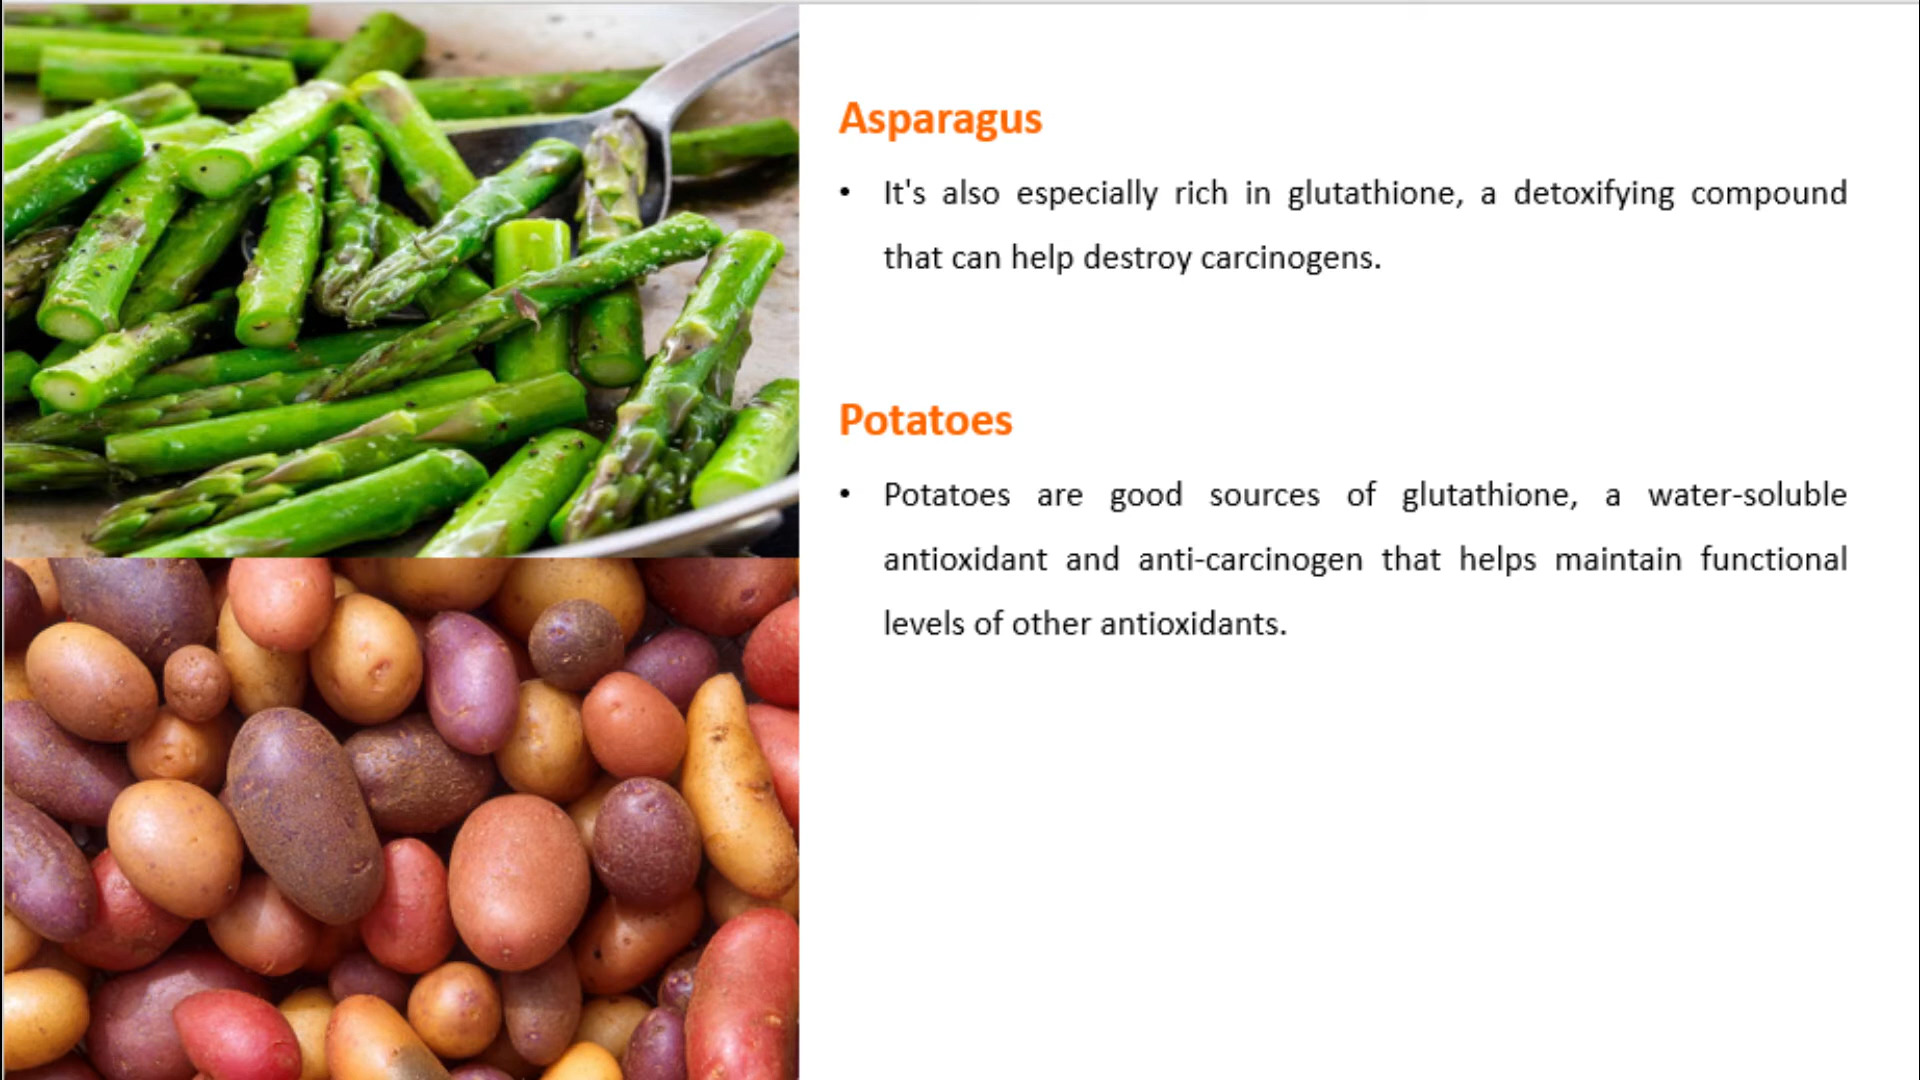 Asparagus
• It's also especially rich in glutathione, a detoxifying compound
that can help destroy carcinogens.
Potatoes
• Potatoes are good sources of glutathione, a water-soluble
antioxidant and anti-carcinogen that helps maintain functional
levels of other antioxidants.